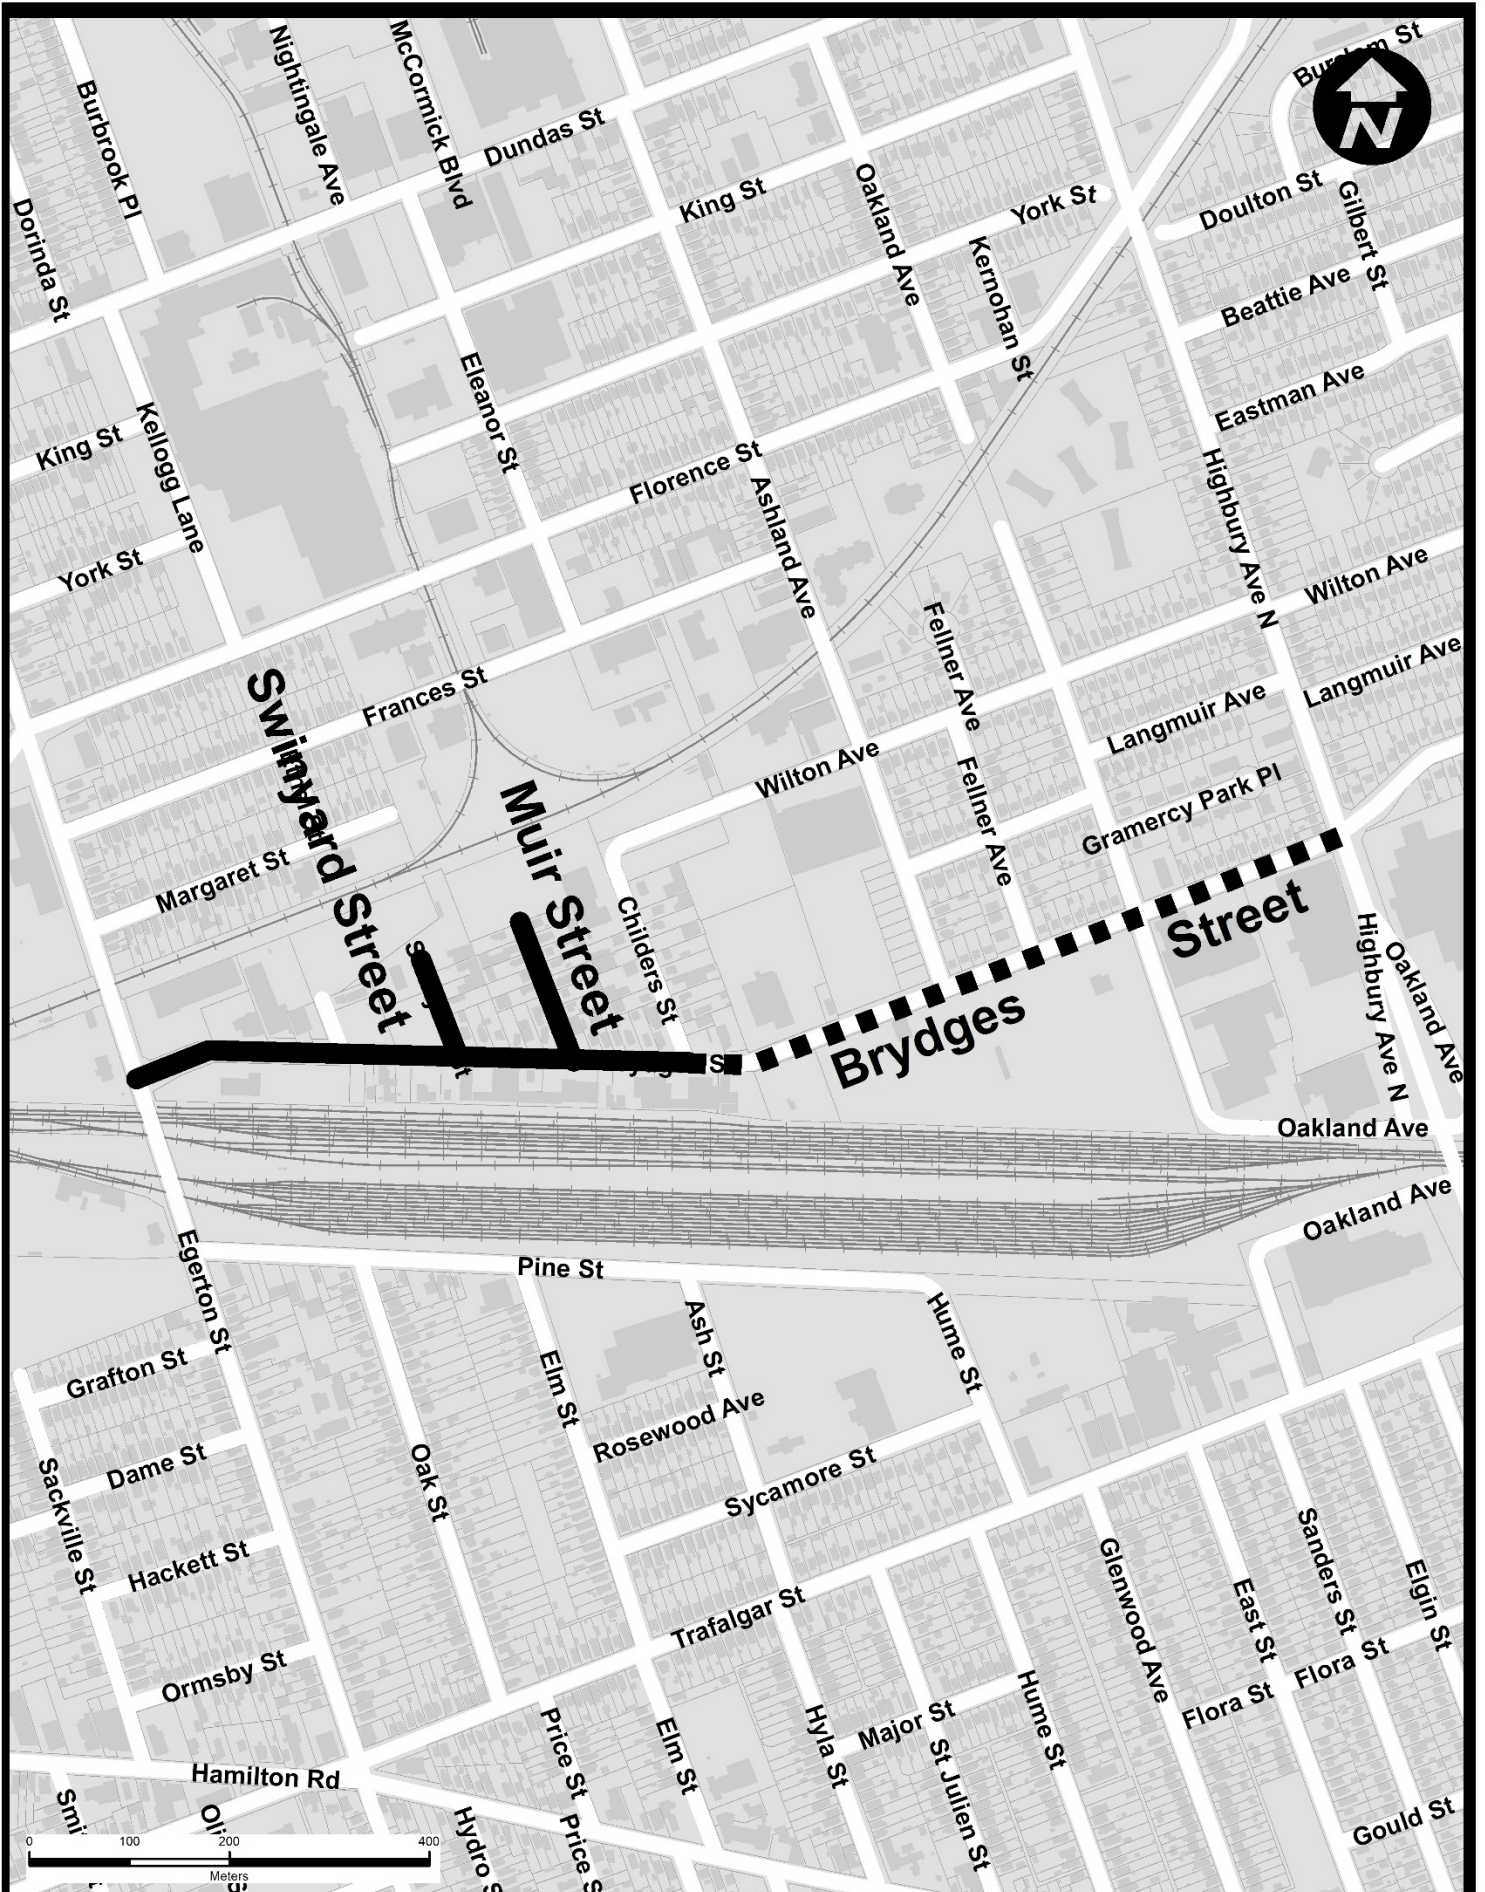 Burbrook Pl
Nightingale Ave
McCormick Blvd
Dundas St
N
Dorinda St
King St
Oakland Ave
York St
Kernohan St
Doulton St
Gilbert St
Beattie Ave
Eastman Ave
King St
Kellogg Lane
Eleanor St
York St
Florence St
Ashland Ave
Highbury Ave N
Wilton Ave
Langmuir Ave
Fellner Ave
Langmuir Ave
Frances St
Swinyard Street
Wilton Ave
Fellner Ave
Gramercy Park Pl
Muir Street
Margaret St
Childers St
Brydges
Street
Highbury Ave N
Oakland Ave
Oakland Ave
Oakland Ave
Egerton St
Pine St
Ash St
Hume St
Grafton St
Elm St
Rosewood Ave
Dame St
Oak St
Sycamore St
Sackville St
Hackett St
Trafalgar St
Glenwood Ave
East St
Sanders St
Elgin St
Ormsby St
Flora St
Flora St
Price St
Elm St
Hyla St
Major St
Hume St
St Julien St
Hamilton Rd
Gould St
Hydro S
Price S
0 100 200 400
Meters